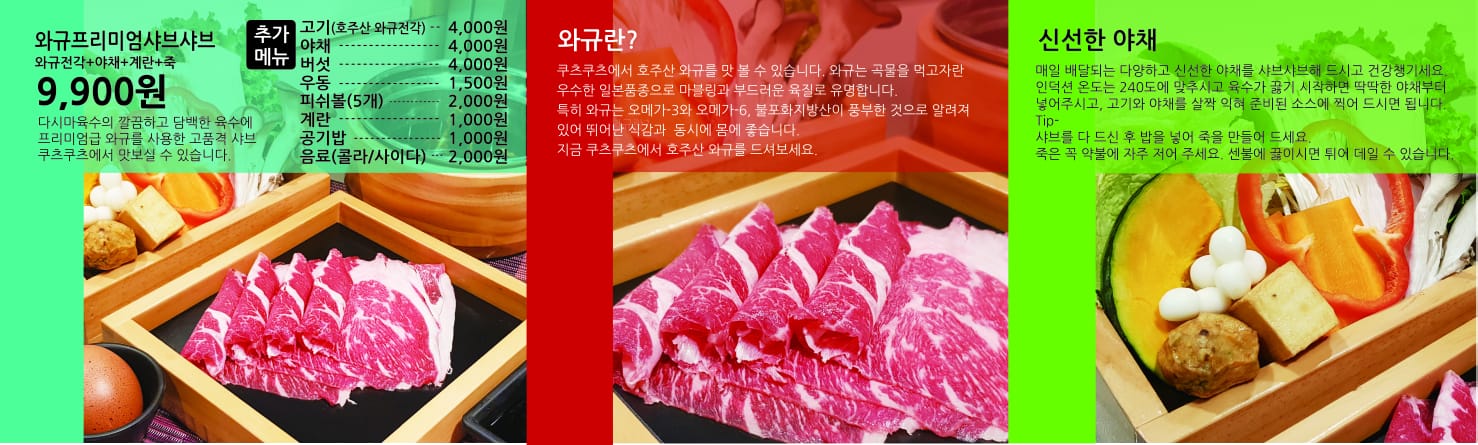 와규프리미엄샤브샤브
와규전각+야채+계란+죽
9,900원
다시마육수의 깔끔하고 담백한 육수에
프리미엄급 와규를 사용한 고품격 샤브
쿠츠쿠츠에서 맛보실 수 있습니다.
추가
메뉴
고기(호주산 와규전각) -- 4,000원
야채 ---------------- 4,000원
버섯 ---------------- 4,000원
우동 ---------------- 1,500원
피쉬볼(5개) --------- 2,000원
계란 ---------------- 1,000원
공기밥 -------------- 1,000원
음료(콜라/사이다) --- 2,000원
와규란?
쿠츠쿠츠에서 호주산 와규를 맛 볼 수 있습니다. 와규는 곡물을 먹고자란
우수한 일본품종으로 마블링과 부드러운 육질로 유명합니다.
특히 와규는 오메가-3와 오메가-6, 불포화지방산이 풍부한 것으로 알려져
있어 뛰어난 식감과 동시에 몸에 좋습니다.
지금 쿠츠쿠츠에서 호주산 와규를 드셔보세요.
신선한 야채
매일 배달되는 다양하고 신선한 야채를 샤브샤브해 드시고 건강챙기세요.
인덕션 온도는 240도에 맞추시고 육수가 끓기 시작하면 딱딱한 야채부터
넣어주시고, 고기와 야채를 살짝 익혀 준비된 소스에 찍어 드시면 됩니다.
Tip-
샤브를 다 드신 후 밥을 넣어 죽을 만들어 드세요.
죽은 꼭 약불에 자주 저어 주세요. 센불에 끓이시면 튀어 데일 수 있습니다.